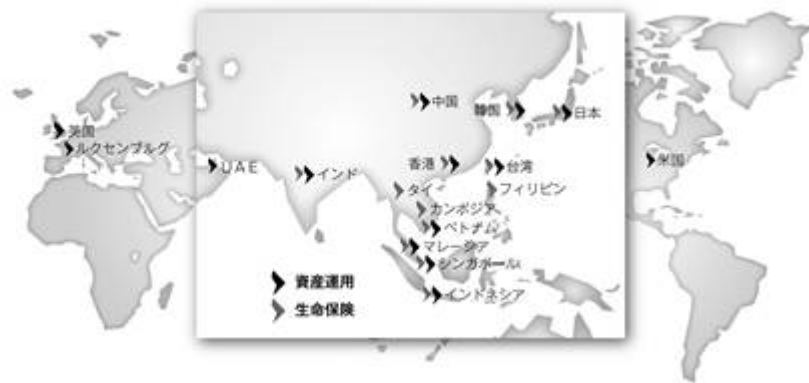 中国
韓国
日本
英国
ルクセンブルグ
香港
台湾
米国
UAE
インド
タイ
フィリピン
カンボジア
ベトナム
マレーシア
シンガポール
インドネシア
資産運用
生命保険